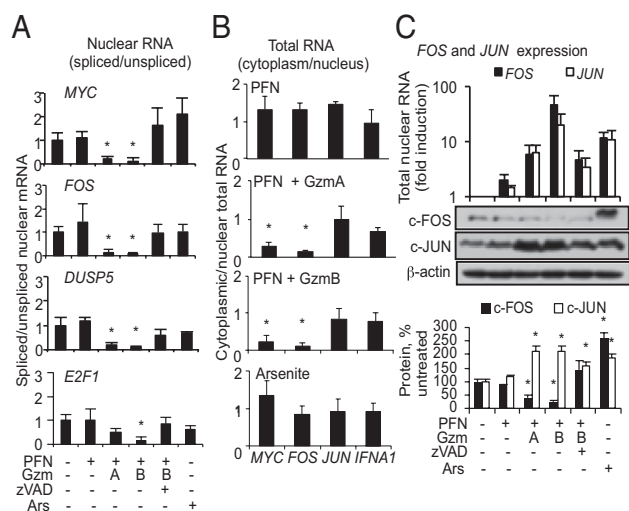 A
Nuclear RNA
(spliced/unspliced)
Spliced/unspliced nuclear mRNA
MYC
3
2
1
0
* *
FOS
3
2
1
0
* *
DUSP5
3
2
1
0
* *
E2F1
3
2
1
0
*
PFN - + + + + -
Gzm - - A B B -
zVAD - - - - + -
Ars - - - - - +
B
Total RNA
(cytoplasm/nucleus)
Cytoplasmic/nuclear total RNA
PFN
2
1
0
PFN + GzmA
2
1
0
* *
PFN + GzmB
2
1
0
* *
Arsenite
2
1
0
MYC FOS JUN IFNA1
C
FOS and JUN expression
FOS JUN
Total nuclear RNA
(fold induction)
100
10
1
c-FOS
c-JUN
β-actin
c-FOS c-JUN
Protein, %
untreated
300
250
200
150
100
50
0
* * * * * * *
PFN - + + + + -
Gzm - - A B B -
zVAD - - - - + -
Ars - - - - - +